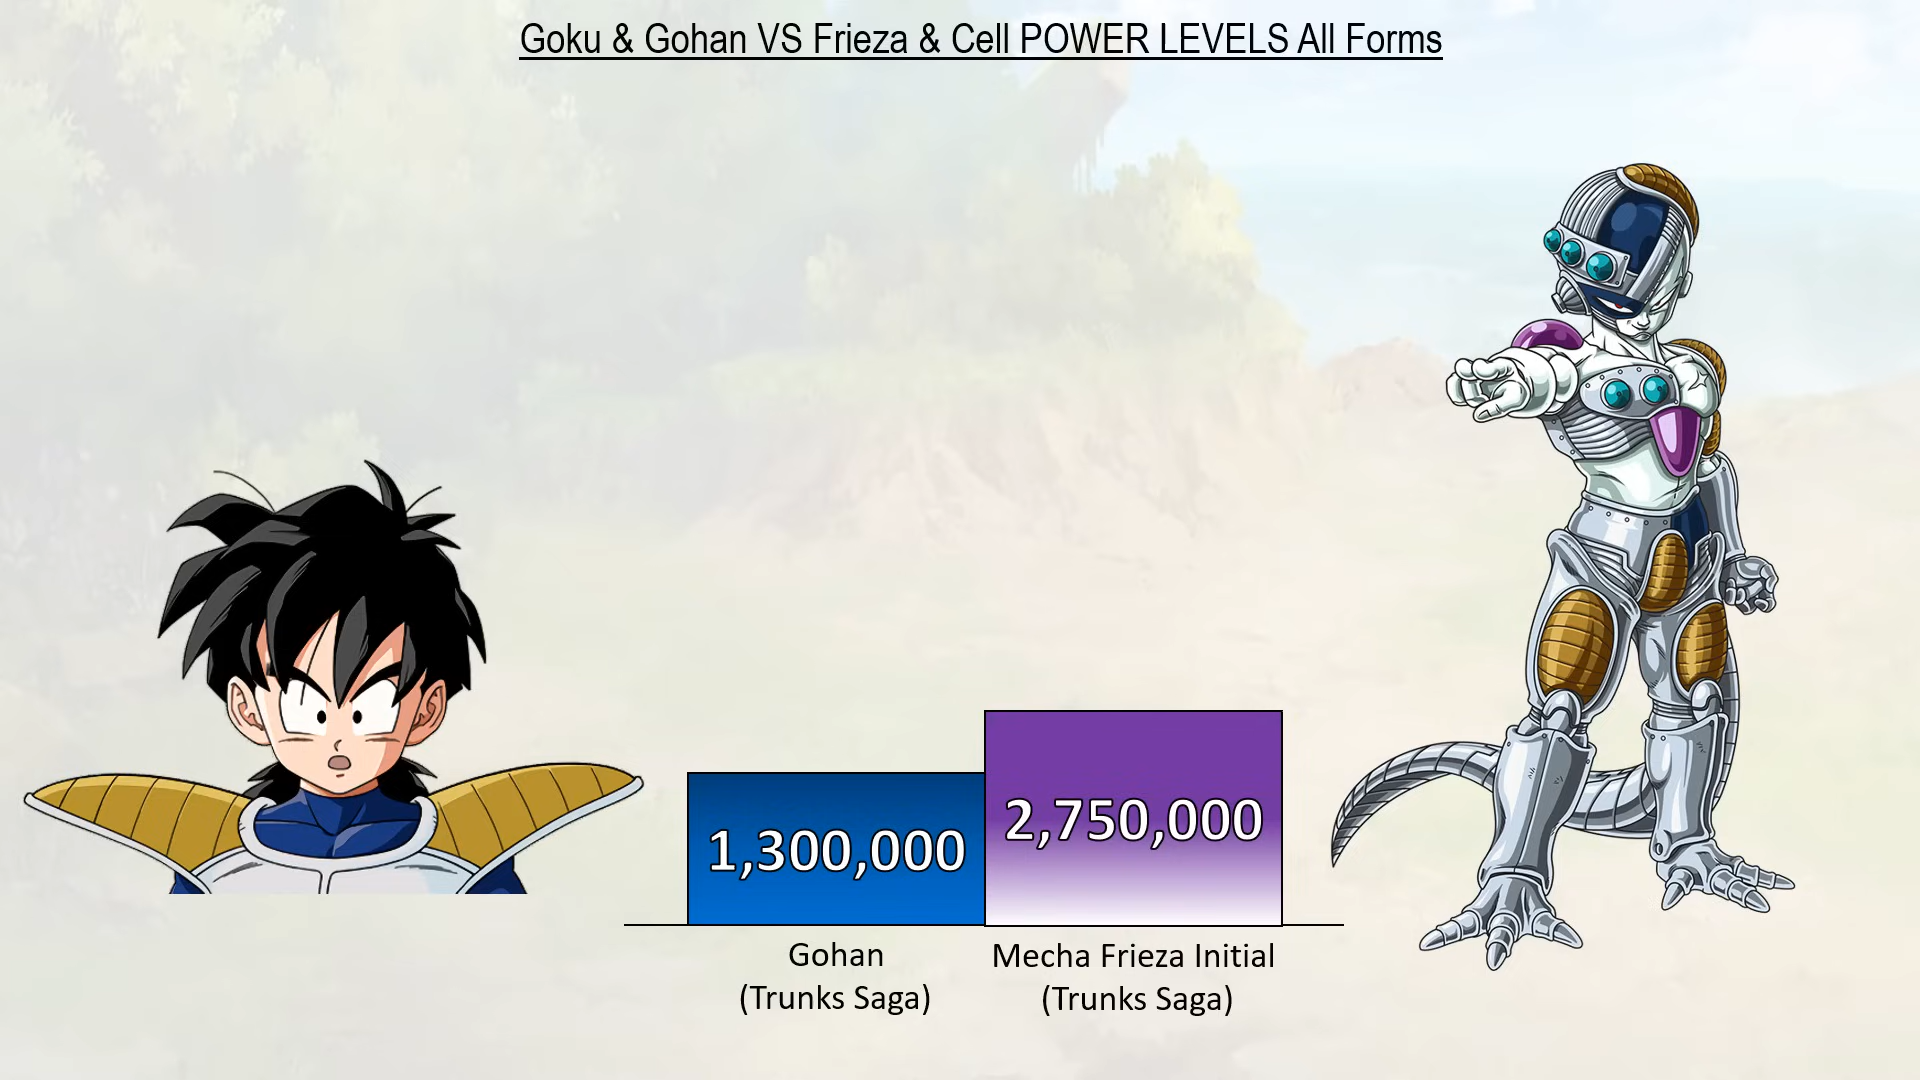 Goku & Gohan VS Frieza & Cell POWER LEVELS All Forms
1,300,000
2,750,000
Gohan
(Trunks Saga)
Mecha Frieza Initial
(Trunks Saga)